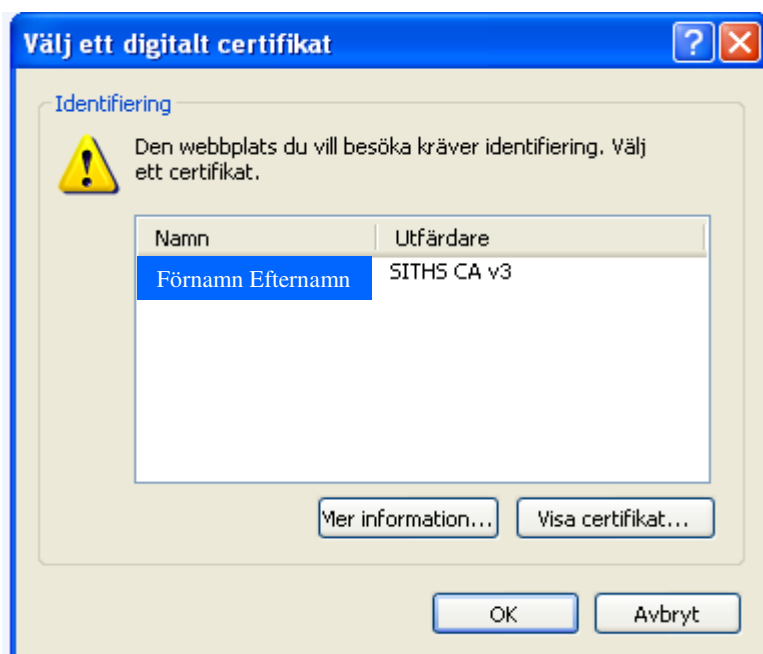 Välj ett digitalt certifikat
Identifiering
Den webbplats du vill besöka kräver identifiering. Välj
ett certifikat.
Namn Utfärdare
Förnamn Efternamn SITHS CA v3
Mer information... Visa certifikat...
OK Avbryt